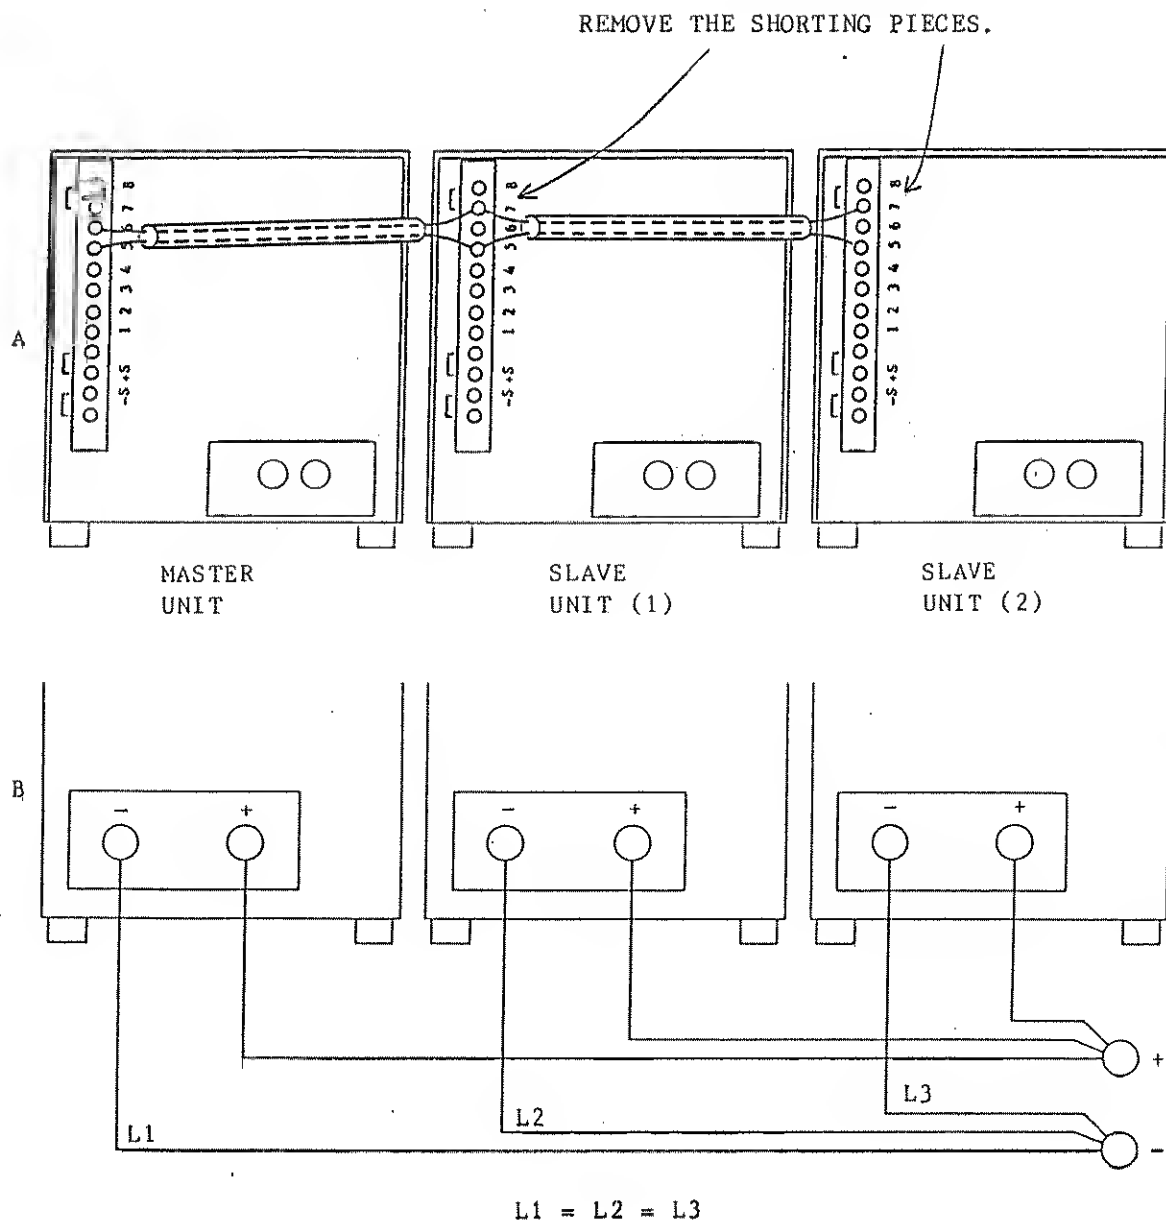 REMOVE THE SHORTING PIECES.
A
8
7
6
5
4
3
2
1
-S +S
8
7
6
5
4
3
2
1
-S +S
8
7
6
5
4
3
2
1
-S +S
MASTER
UNIT
SLAVE
UNIT (1)
SLAVE
UNIT (2)
B
- +
- +
- +
+
L3
L2
L1
-
L1 = L2 = L3